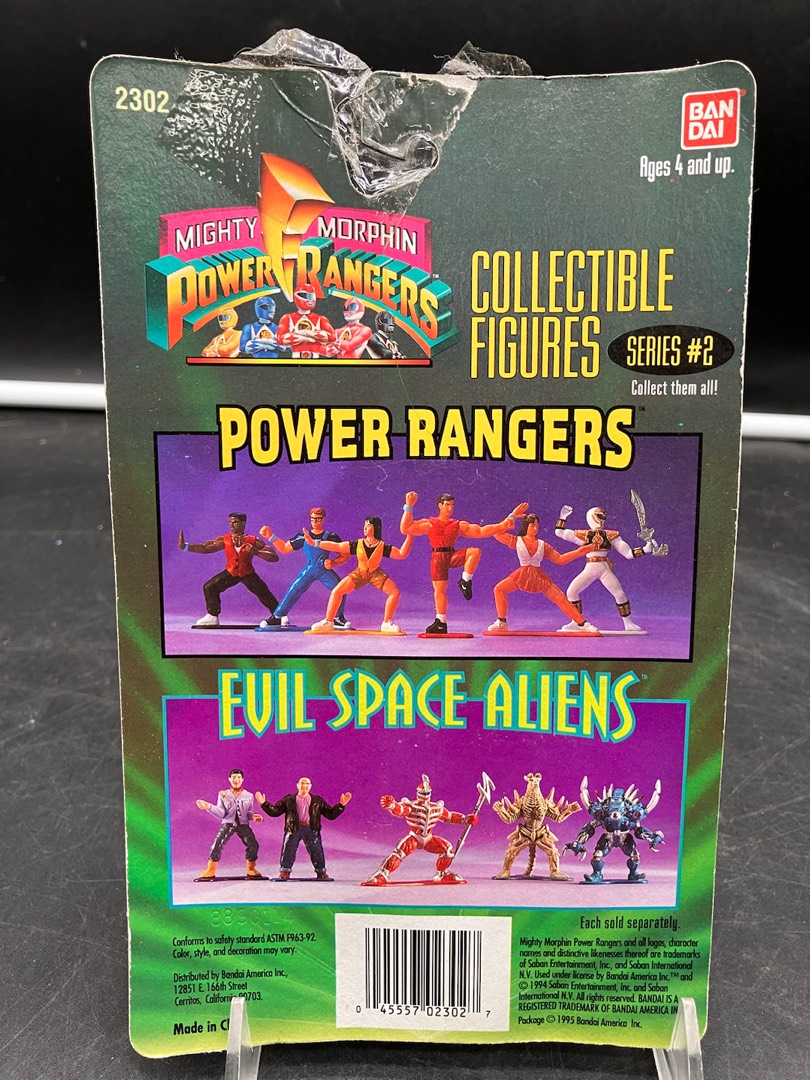 2302
BAN
DAI
Ages 4 and up.
MIGHTY MORPHIN
POWER RANGERS™
COLLECTIBLE
FIGURES
SERIES #2
Collect them all!
POWER RANGERS™
EVIL SPACE ALIENS™
Each sold separately.
Conforms to safety standard ASTM F963-92.
Color, style, and decoration may vary.
Distributed by Bandai America Inc.,
12851 E. 166th Street
Cerritos, California 90703.
Made in
0 45557 02302 7
Mighty Morphin Power Rangers and all logos, character
names and distinctive likenesses thereof are trademarks
of Saban Entertainment, Inc., and Saban International
N.V. Used under license by Bandai America Inc.™ and
© 1994 Saban Entertainment, Inc. and Saban
International N.V. All rights reserved. BANDAI IS A
REGISTERED TRADEMARK OF BANDAI AMERICA
Package © 1995 Bandai America Inc.